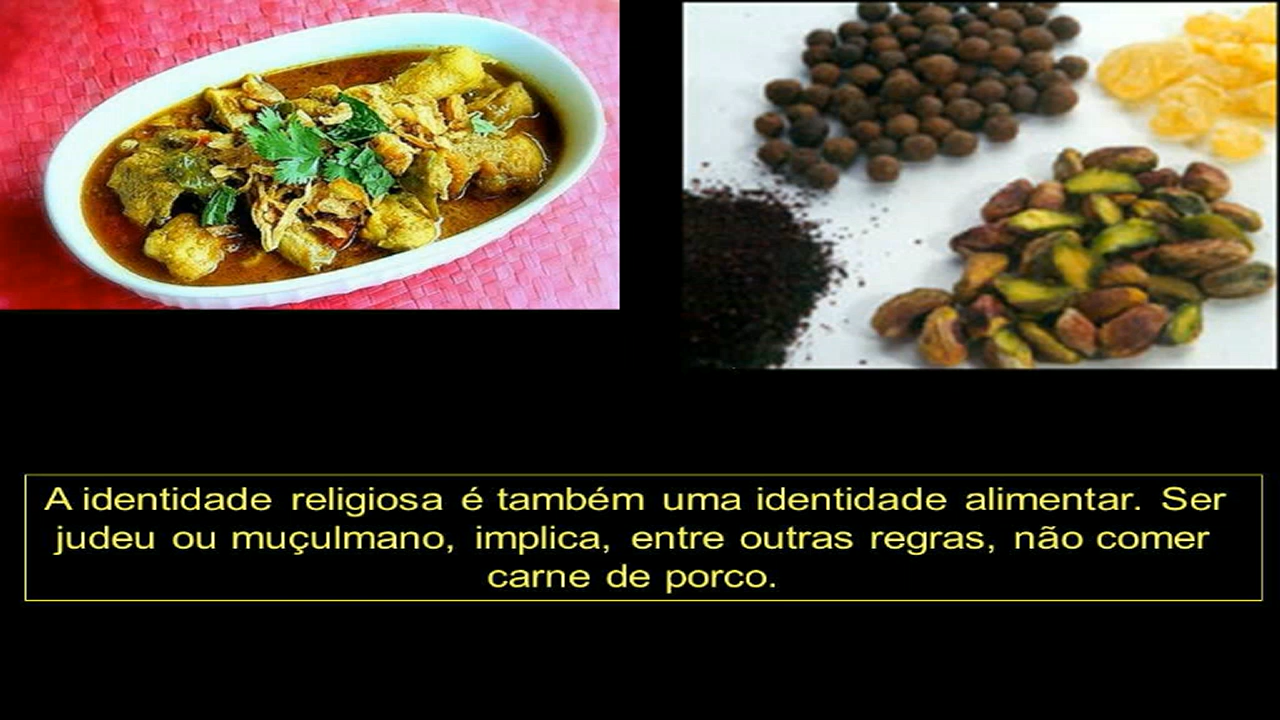 A identidade religiosa é também uma identidade alimentar. Ser
judeu ou muçulmano, implica, entre outras regras, não comer
carne de porco.